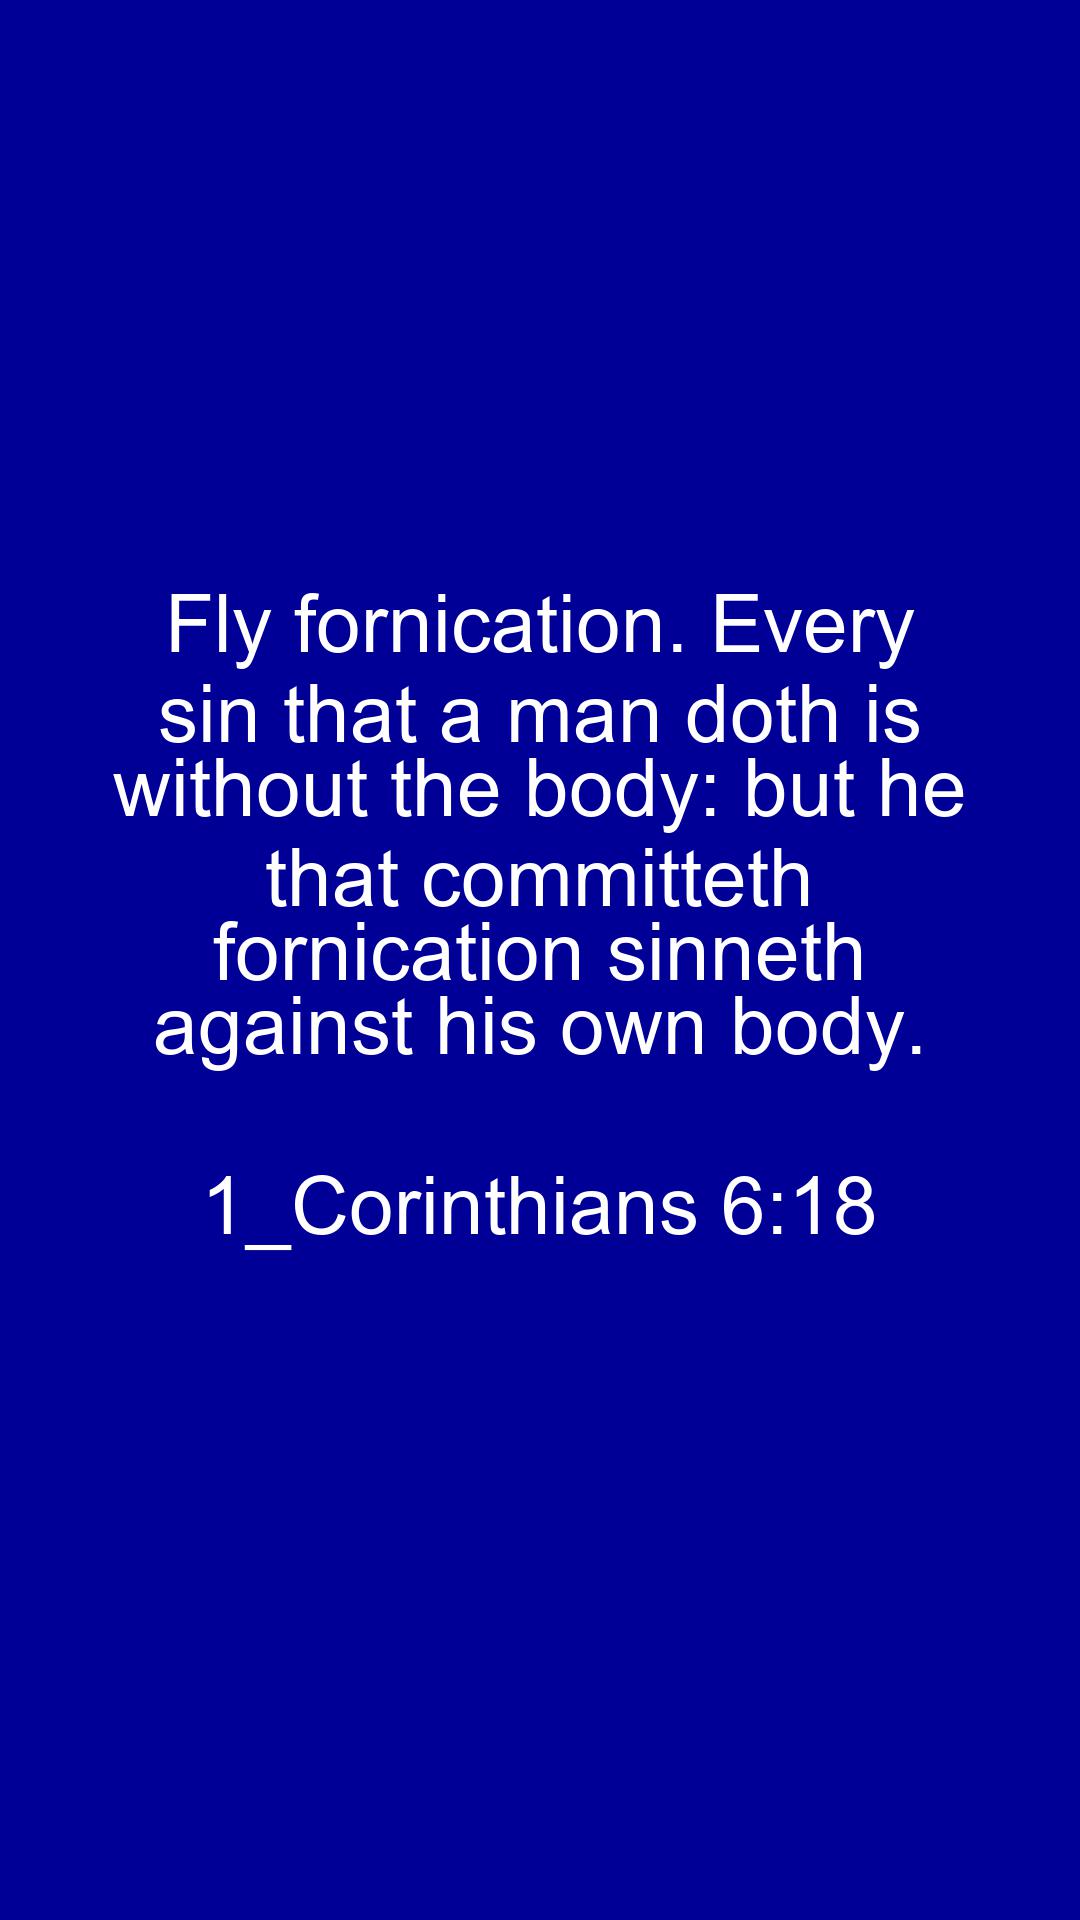 Fly fornication. Every
sin that a man doth is
without the body: but he
that committeth
fornication sinneth
against his own body.
1_Corinthians 6:18